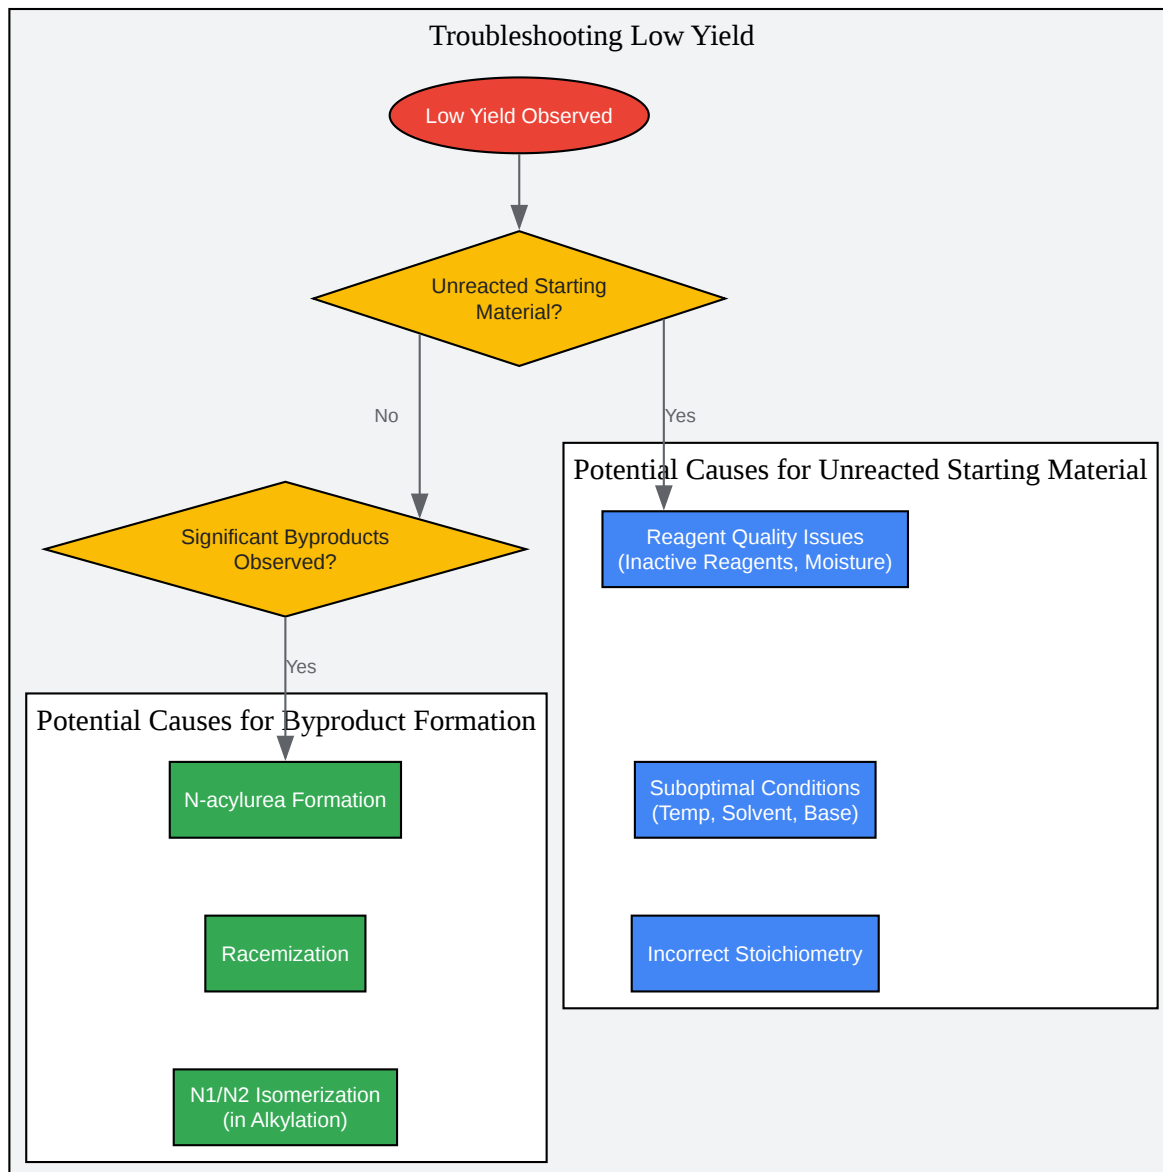 Troubleshooting Low Yield
Low Yield Observed
Unreacted Starting
Material?
No
Yes
Potential Causes for Unreacted Starting Material
Reagent Quality Issues
(Inactive Reagents, Moisture)
Significant Byproducts
Observed?
Yes
Potential Causes for Byproduct Formation
N-acylurea Formation
Suboptimal Conditions
(Temp, Solvent, Base)
Racemization
Incorrect Stoichiometry
N1/N2 Isomerization
(in Alkylation)